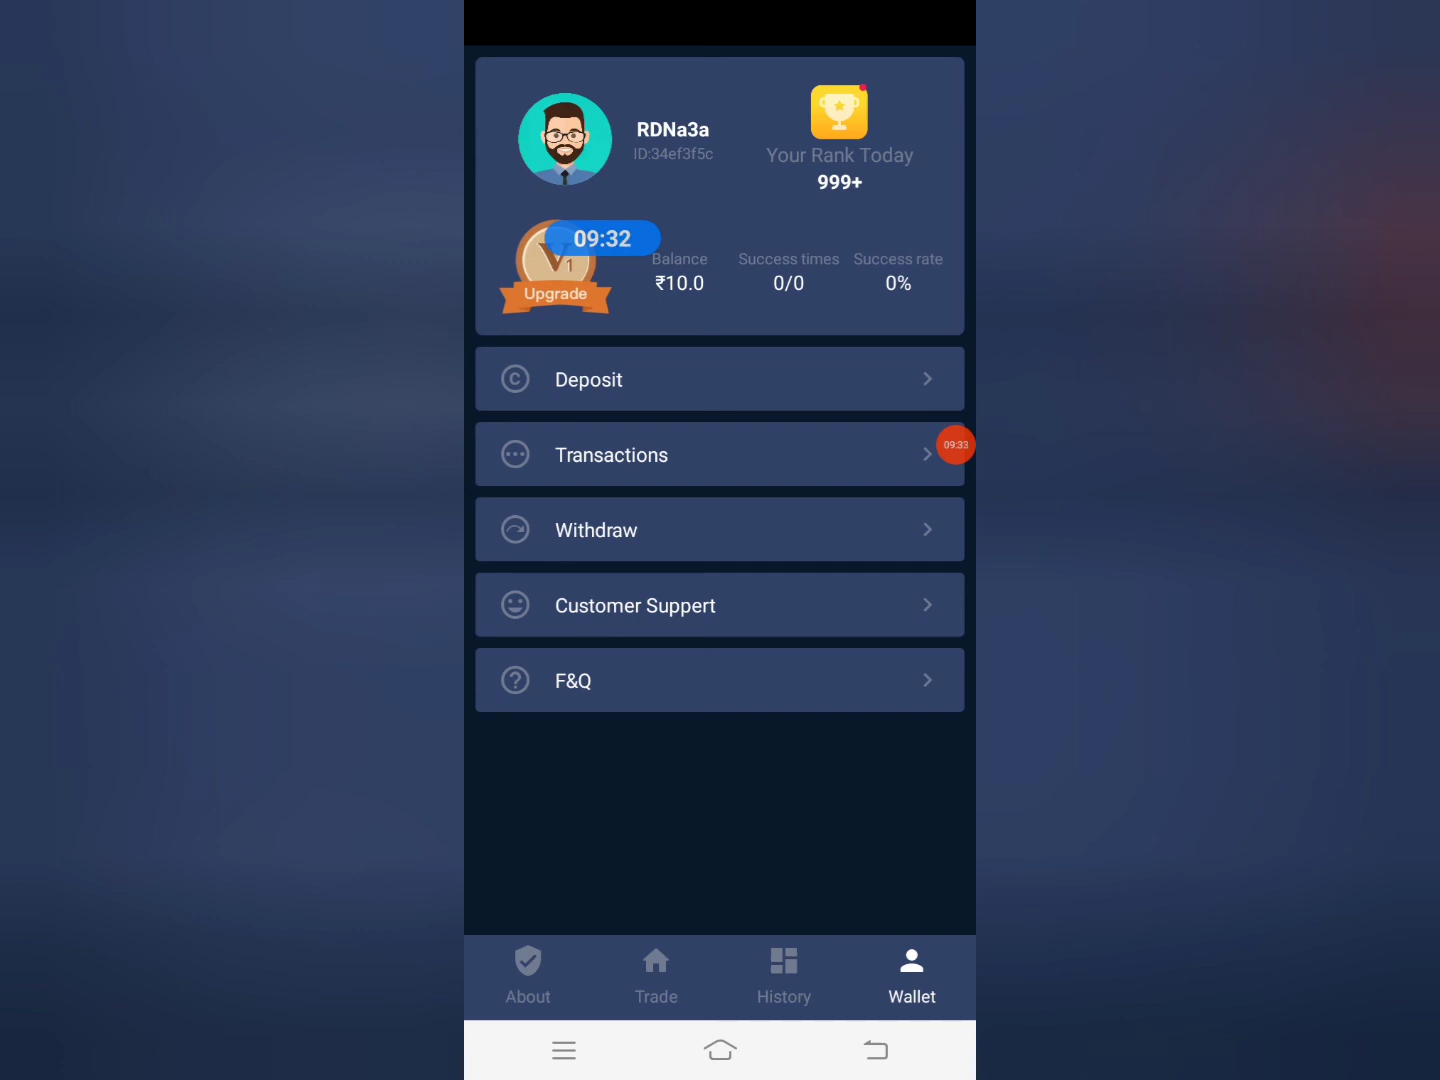 RDNa3a
ID:34ef3f5c
Your Rank Today
999+
09:32
V1
Upgrade
Balance
₹10.0
Success times
0/0
Success rate
0%
Deposit
Transactions
09:33
Withdraw
Customer Support
F&Q
About
Trade
History
Wallet